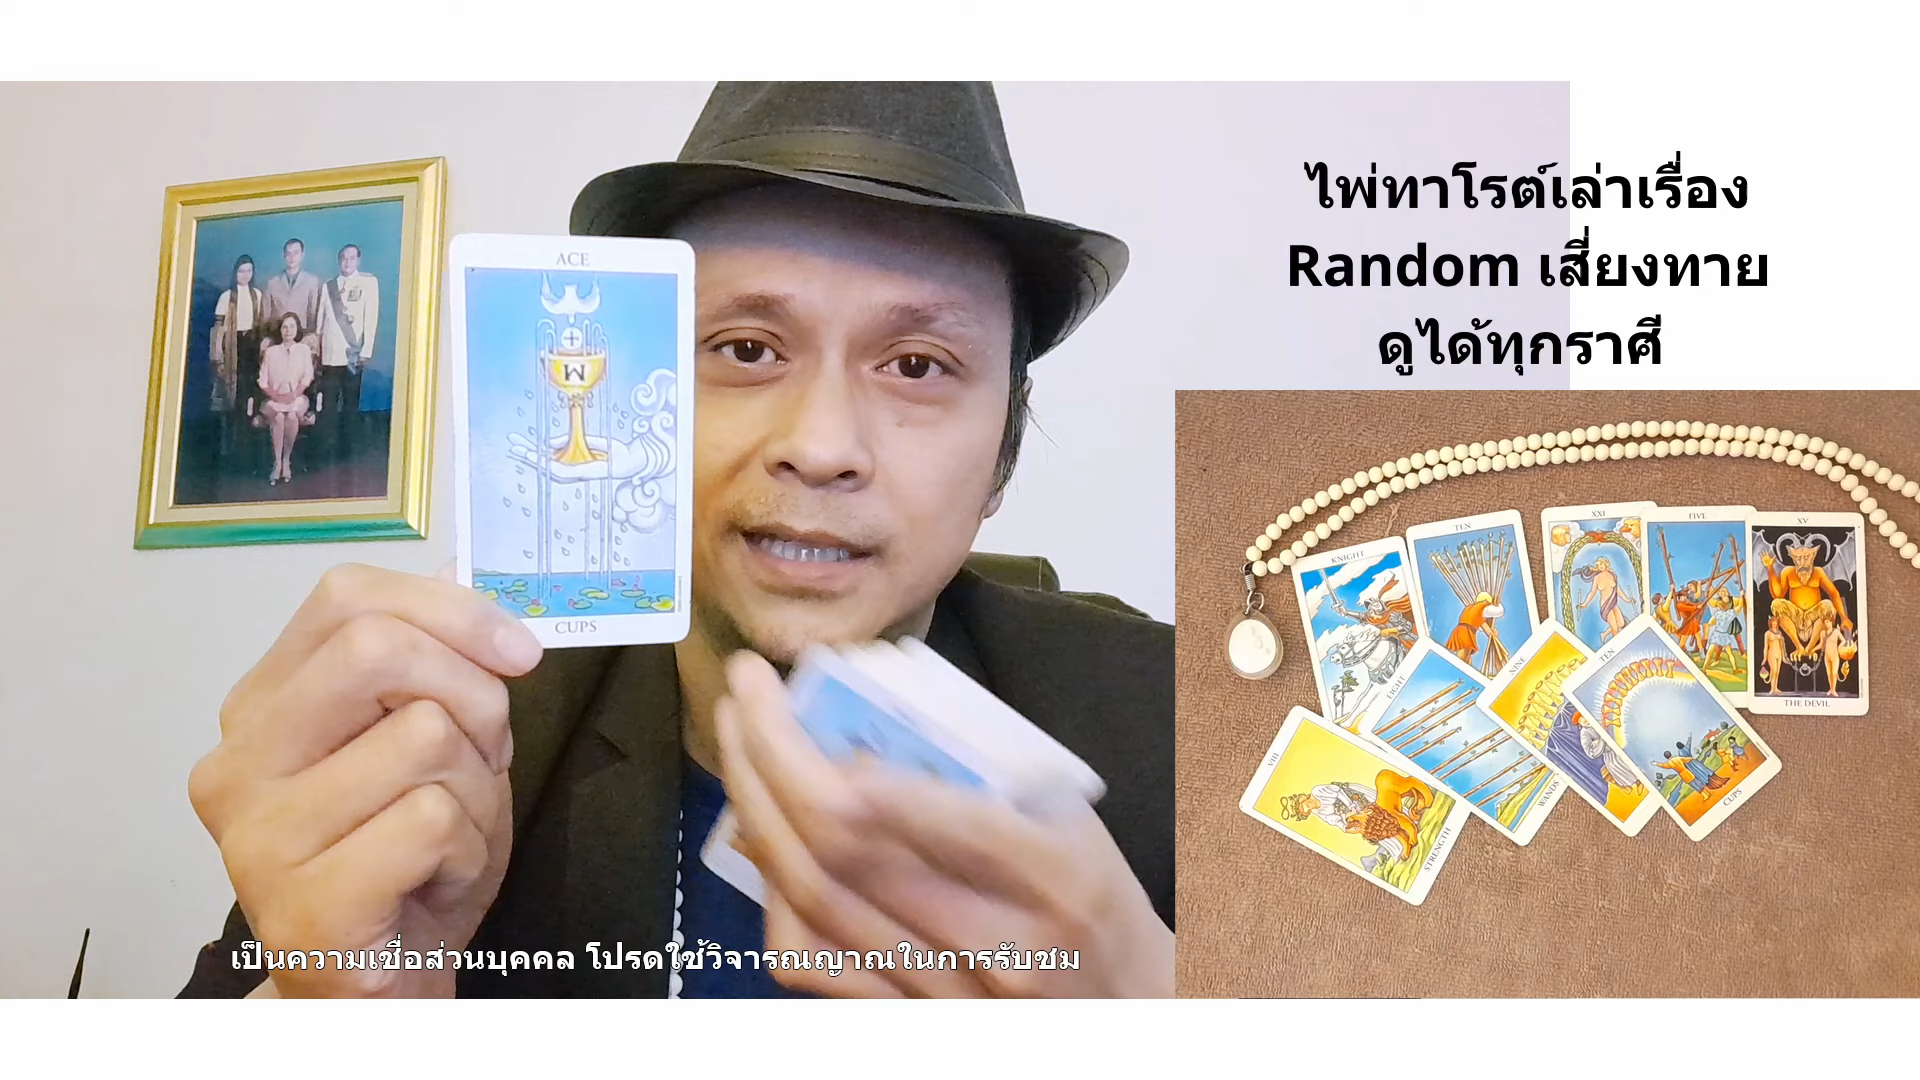 ไพ่ทาโรต์เล่าเรื่อง
Random เสี่ยงทาย
ดูได้ทุกราศี
ACE
CUPS
KNIGHT
TEN
XXI
FIVE
XV
THE DEVIL
EIGHT
WANDS
NINE
TEN
CUPS
VIII
STRENGTH
เป็นความเชื่อส่วนบุคคล โปรดใช้วิจารณญาณในการรับชม